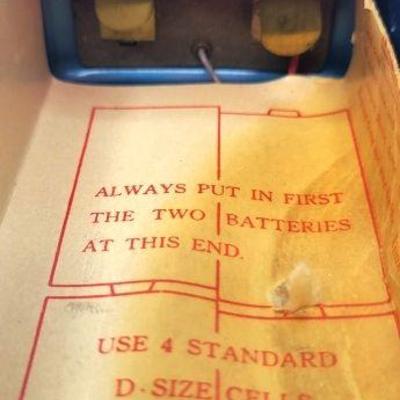 ALWAYS PUT IN FIRST
THE TWO BATTERIES
AT THIS END.
USE 4 STANDARD
D-SIZE CELLS